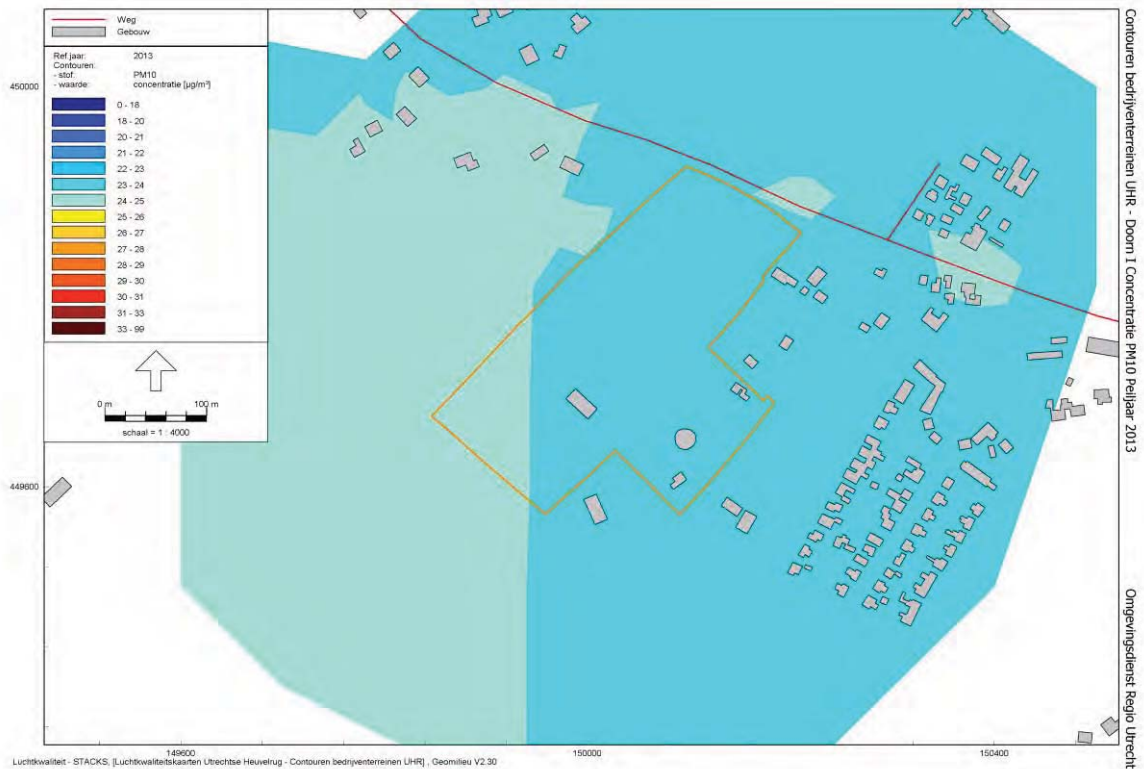 Weg
Gebouw
Ref.jaar: 2013
Contouren:
- stof: PM10
- waarde: concentratie [µg/m³]
0 - 18
18 - 20
20 - 21
21 - 22
22 - 23
23 - 24
24 - 25
25 - 26
26 - 27
27 - 28
28 - 29
29 - 30
30 - 31
31 - 33
33 - 99
0 m 100 m
schaal = 1 : 4000
450000
449600
149600 150000 150400
Luchtkwaliteit - STACKS, [Luchtkwaliteitskaarten Utrechtse Heuvelrug - Contouren bedrijventerreinen UHR] , Geomilieu V2.30
Contouren bedrijventerreinen UHR - Doorn I Concentratie PM10 Peiljaar 2013
Omgevingsdienst Regio Utrecht